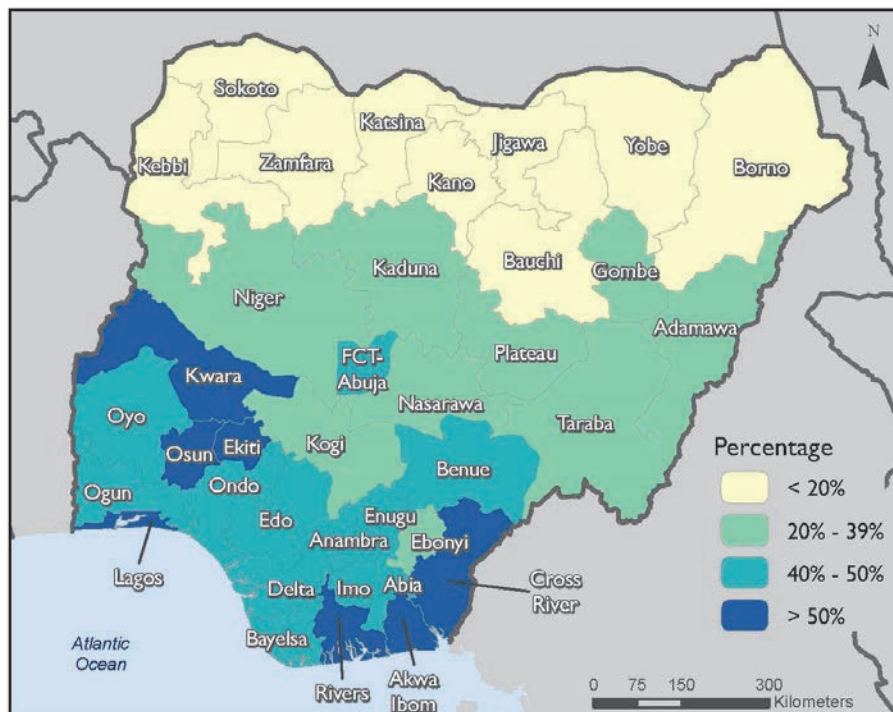 N
Sokoto
Katsina
Jigawa
Yobe
Borno
Kebbi
Zamfara
Kano
Bauchi
Gombe
Kaduna
Niger
Adamawa
FCT-
Abuja
Plateau
Kwara
Nasarawa
Oyo
Taraba
Kogi
Osun
Ekiti
Benue
Ondo
Ogun
Edo
Enugu
Anambra
Ebonyi
Lagos
Delta
Imo
Abia
Cross
River
Bayelsa
Rivers
Akwa
Ibom
Atlantic
Ocean
Percentage
< 20%
20% - 39%
40% - 50%
> 50%
0 75 150 300
Kilometers